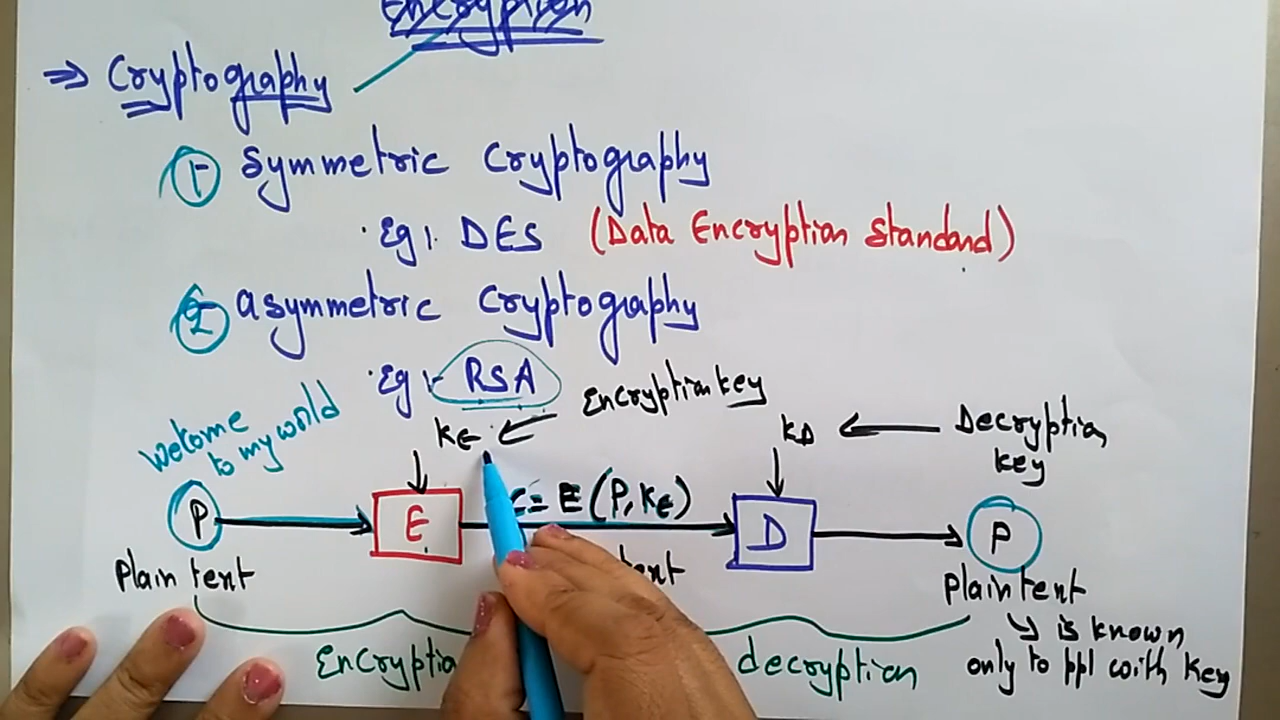 Encryption
⇒ Cryptography
1 Symmetric Cryptography
Eg:- DES (Data Encryption Standard)
2 asymmetric Cryptography
Eg:- RSA
Welcome to my world
KE ← Encryption key
KD ← Decryption key
P
E
C = E(P, KE)
D
P
Plain text
Plain text
Encryptio
decryption
↳ is known
only to ppl with key